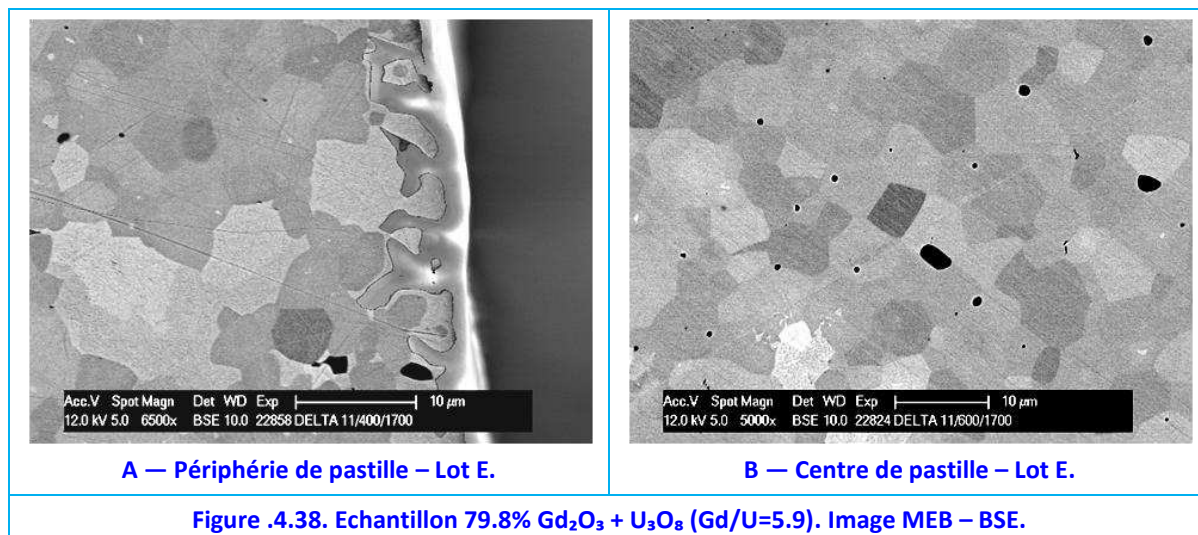 Acc.V Spot Magn Det WD Exp 10 µm
12.0 kV 5.0 6500x BSE 10.0 22858 DELTA 11/400/1700
Acc.V Spot Magn Det WD Exp 10 µm
12.0 kV 5.0 5000x BSE 10.0 22824 DELTA 11/600/1700
A — Périphérie de pastille – Lot E.
B — Centre de pastille – Lot E.
Figure .4.38. Echantillon 79.8% Gd₂O₃ + U₃O₈ (Gd/U=5.9). Image MEB – BSE.